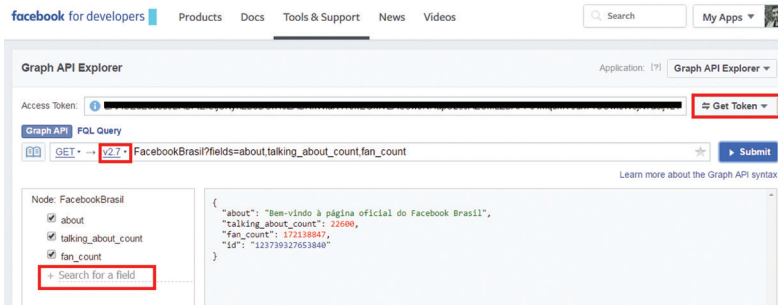 facebook for developers Products Docs Tools & Support News Videos Search My Apps
Graph API Explorer Application: [?] Graph API Explorer
Access Token: Get Token
Graph API FQL Query
GET → v2.7 FacebookBrasil?fields=about,talking_about_count,fan_count Submit
Learn more about the Graph API syntax
Node: FacebookBrasil
about
talking_about_count
fan_count
+ Search for a field
{
"about": "Bem-vindo à página oficial do Facebook Brasil",
"talking_about_count": 22600,
"fan_count": 172138847,
"id": "123739327653840"
}